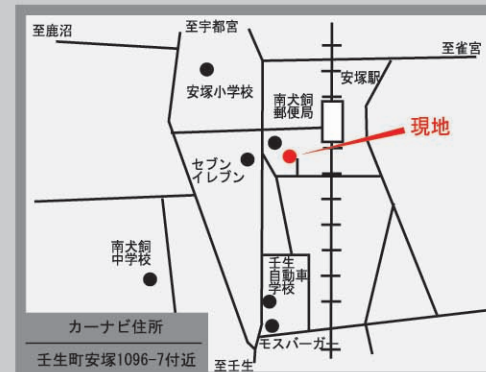 至宇都宮
至鹿沼
至雀宮
安塚駅
安塚小学校
南犬飼
郵便局
現地
セブン
イレブン
南犬飼
中学校
壬生
自動車
学校
モスバーガー
カーナビ住所
壬生町安塚1096-7付近
至壬生